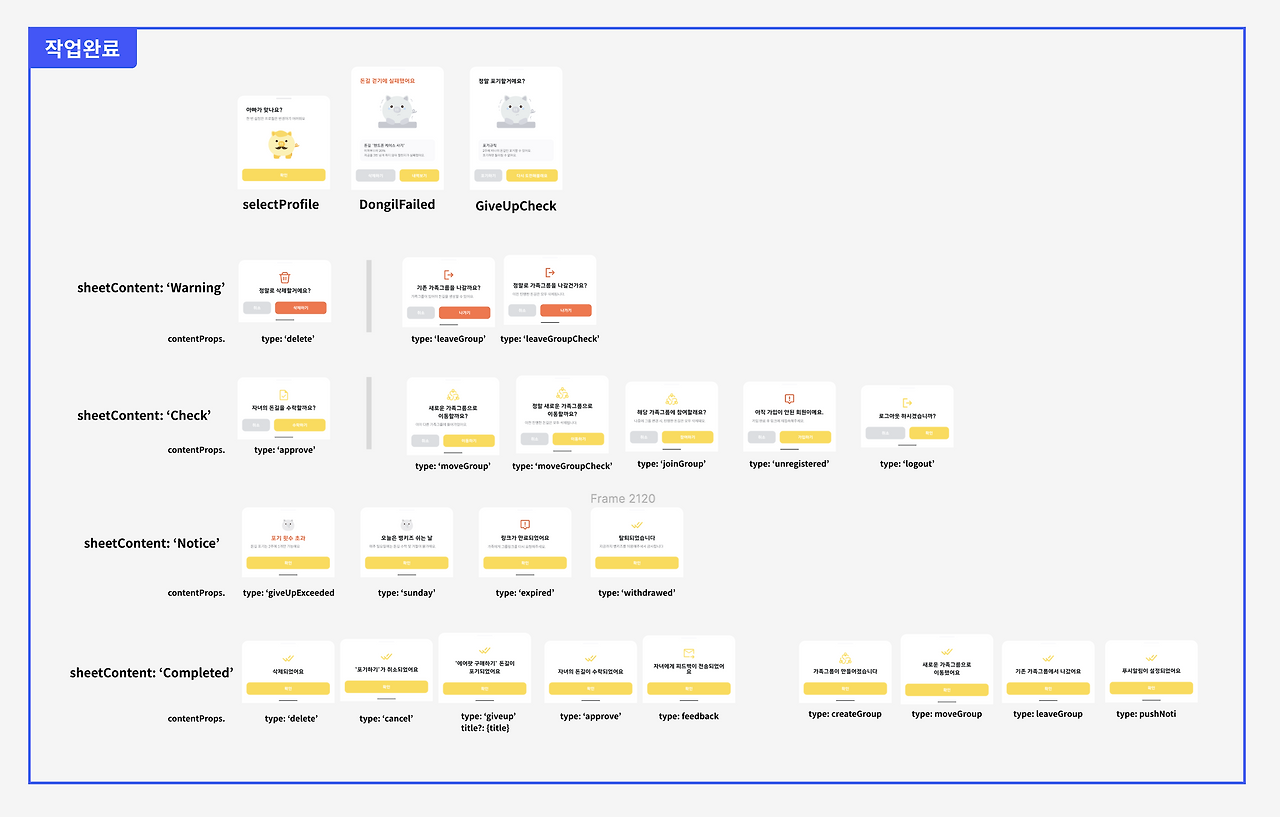 작업완료
돈길 걷기에 실패했어요
정말 포기할거예요?
아빠가 맞나요?
돈길 '핸드폰 케이스 사기'
포기규칙
확인
selectProfile
DongilFailed
GiveUpCheck
sheetContent: ‘Warning’
정말로 삭제할거예요?
취소
삭제하기
기존 가족그룹을 나갈까요?
취소
나가기
정말로 가족그룹을 나갈건가요?
취소
나가기
contentProps.
type: ‘delete’
type: ‘leaveGroup’
type: ‘leaveGroupCheck’
sheetContent: ‘Check’
자녀의 돈길을 수락할까요?
취소
수락하기
새로운 가족그룹으로
이동할까요?
취소
이동하기
정말 새로운 가족그룹으로
이동할까요?
취소
이동하기
해당 가족그룹에 참여할래요?
취소
참여하기
아직 가입이 안된 회원이에요.
취소
로그아웃 하시겠습니까?
취소
확인
contentProps.
type: ‘approve’
type: ‘moveGroup’
type: ‘moveGroupCheck’
type: ‘joinGroup’
type: ‘unregistered’
type: ‘logout’
Frame 2120
sheetContent: ‘Notice’
포기 횟수 초과
확인
오늘은 뱅키즈 쉬는 날
확인
링크가 만료되었어요
확인
탈퇴되었습니다
확인
contentProps.
type: ‘giveUpExceeded
type: ‘sunday’
type: ‘expired’
type: ‘withdrawed’
sheetContent: ‘Completed’
삭제되었어요
확인
'포기하기'가 취소되었어요
확인
'에어팟 구매하기' 돈길이
포기되었어요
확인
자녀의 돈길이 수락되었어요
확인
자녀에게 피드백이 전송되었어
요
확인
가족그룹이 만들어졌습니다
확인
새로운 가족그룹으로
이동했어요
확인
기존 가족그룹에서 나갔어요
확인
푸시알림이 설정되었어요
확인
contentProps.
type: ‘delete’
type: ‘cancel’
type: ‘giveup’
title?: {title}
type: ‘approve’
type: feedback
type: createGroup
type: moveGroup
type: leaveGroup
type: pushNoti